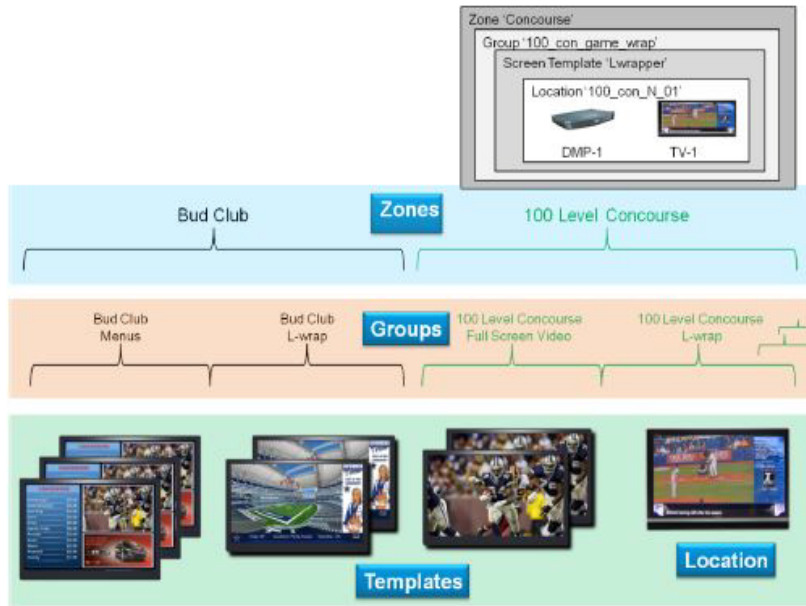 Zone 'Concourse'
Group '100_con_game_wrap'
Screen Template 'Lwrapper'
Location '100_con_N_01'
DMP-1 TV-1
Bud Club Zones 100 Level Concourse
Bud Club Menus
Bud Club L-wrap
Groups
100 Level Concourse Full Screen Video
100 Level Concourse L-wrap
Templates
Location